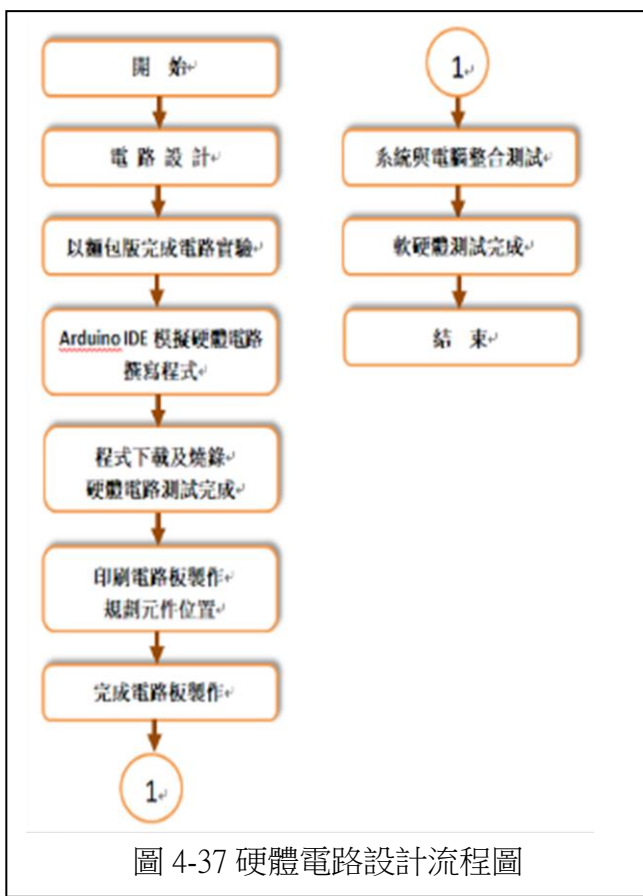 開 始
電 路 設 計
以麵包版完成電路實驗
Arduino IDE 模擬硬體電路
撰寫程式
程式下載及燒錄
硬體電路測試完成
印刷電路板製作
規劃元件位置
完成電路板製作
1
1
系統與電腦整合測試
軟硬體測試完成
結 束
圖 4-37 硬體電路設計流程圖